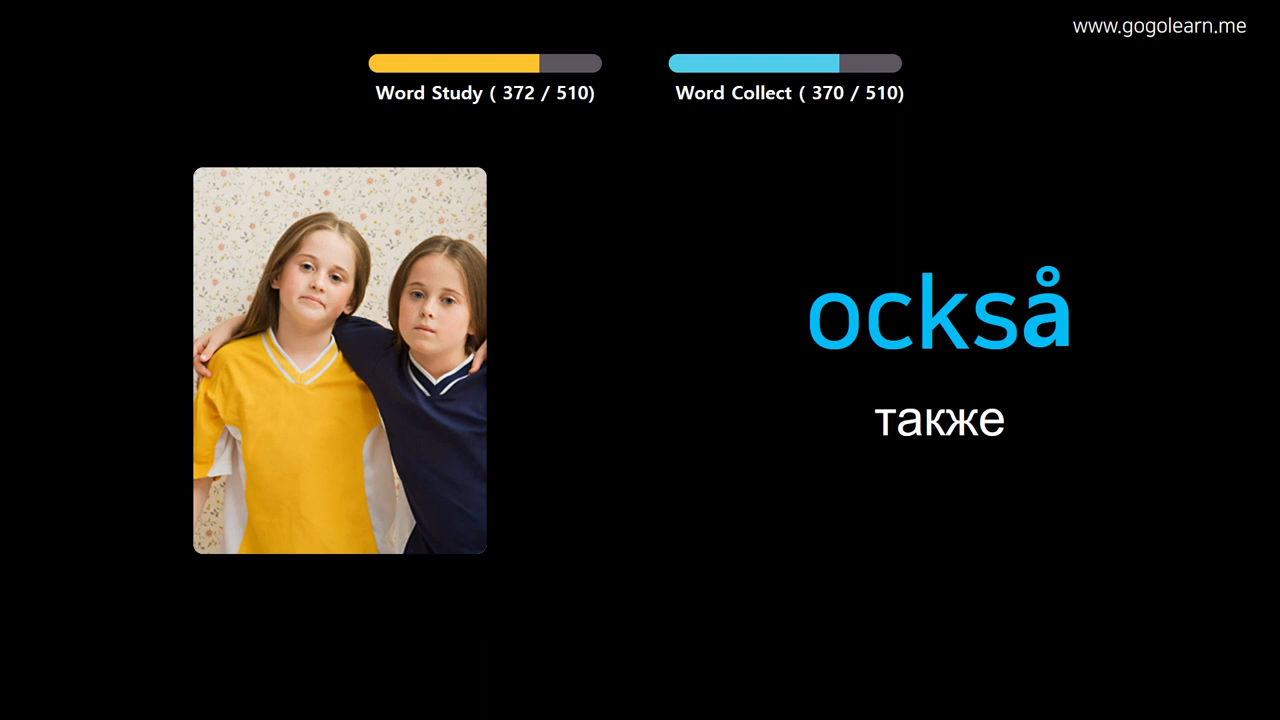 www.gogolearn.me
Word Study ( 372 / 510)
Word Collect ( 370 / 510)
också
также